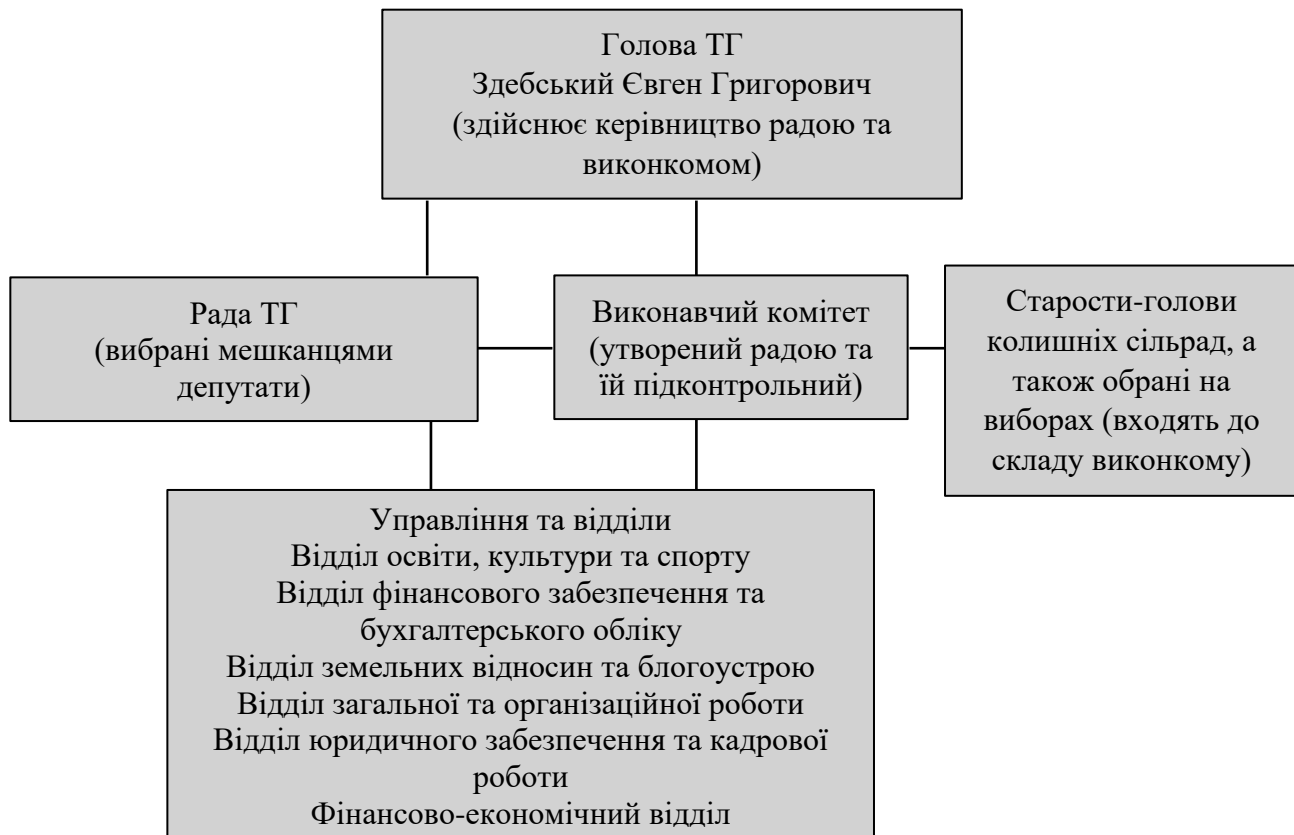 Голова ТГ
Здебський Євген Григорович
(здійснює керівництво радою та
виконкомом)
Рада ТГ
(вибрані мешканцями
депутати)
Виконавчий комітет
(утворений радою та
їй підконтрольний)
Старости-голови
колишніх сільрад, а
також обрані на
виборах (входять до
складу виконкому)
Управління та відділи
Відділ освіти, культури та спорту
Відділ фінансового забезпечення та
бухгалтерського обліку
Відділ земельних відносин та блогоустрою
Відділ загальної та організаційної роботи
Відділ юридичного забезпечення та кадрової
роботи
Фінансово-економічний відділ